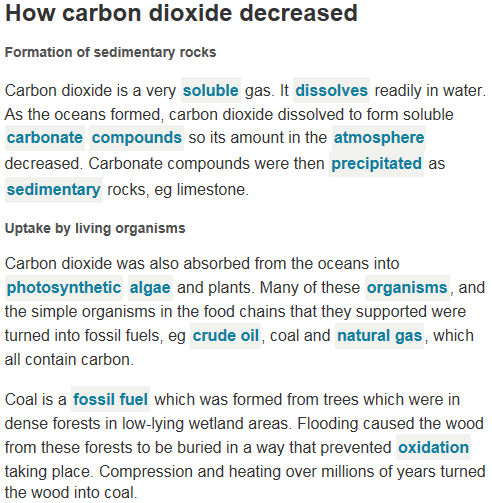 How carbon dioxide decreased
Formation of sedimentary rocks
Carbon dioxide is a very soluble gas. It dissolves readily in water.
As the oceans formed, carbon dioxide dissolved to form soluble
carbonate compounds so its amount in the atmosphere
decreased. Carbonate compounds were then precipitated as
sedimentary rocks, eg limestone.
Uptake by living organisms
Carbon dioxide was also absorbed from the oceans into
photosynthetic algae and plants. Many of these organisms, and
the simple organisms in the food chains that they supported were
turned into fossil fuels, eg crude oil, coal and natural gas, which
all contain carbon.
Coal is a fossil fuel which was formed from trees which were in
dense forests in low-lying wetland areas. Flooding caused the wood
from these forests to be buried in a way that prevented oxidation
taking place. Compression and heating over millions of years turned
the wood into coal.